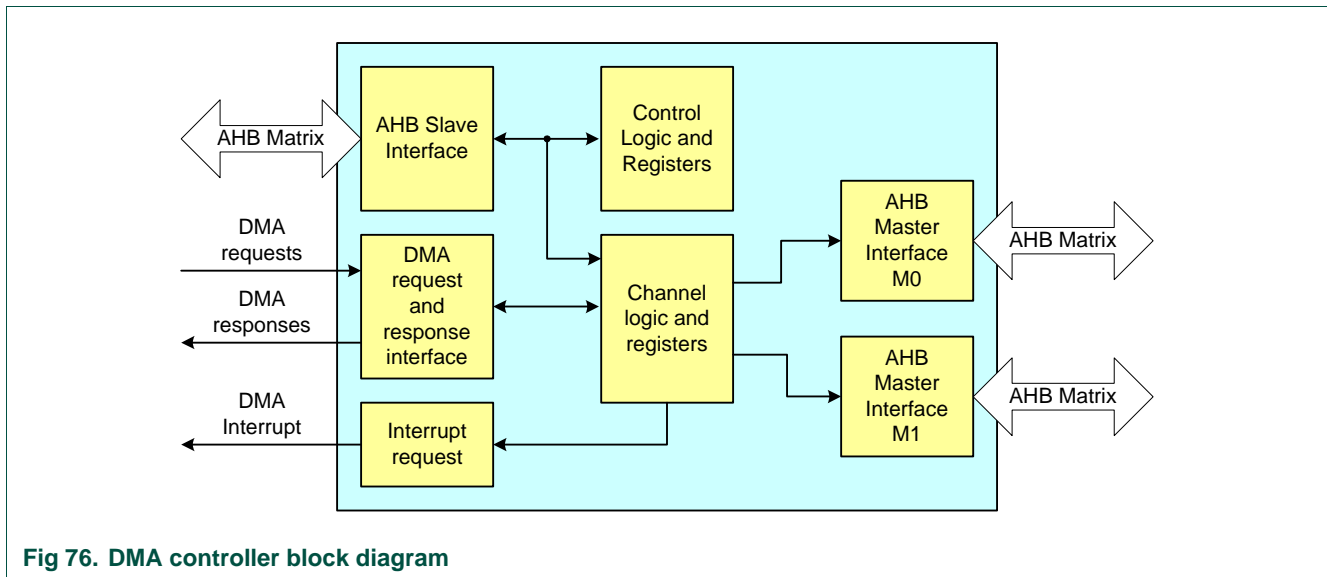 AHB Matrix
AHB Slave
Interface
Control
Logic and
Registers
DMA
requests
DMA
responses
DMA
request
and
response
interface
Channel
logic and
registers
AHB
Master
Interface
M0
AHB Matrix
AHB
Master
Interface
M1
AHB Matrix
DMA
Interrupt
Interrupt
request
Fig 76. DMA controller block diagram